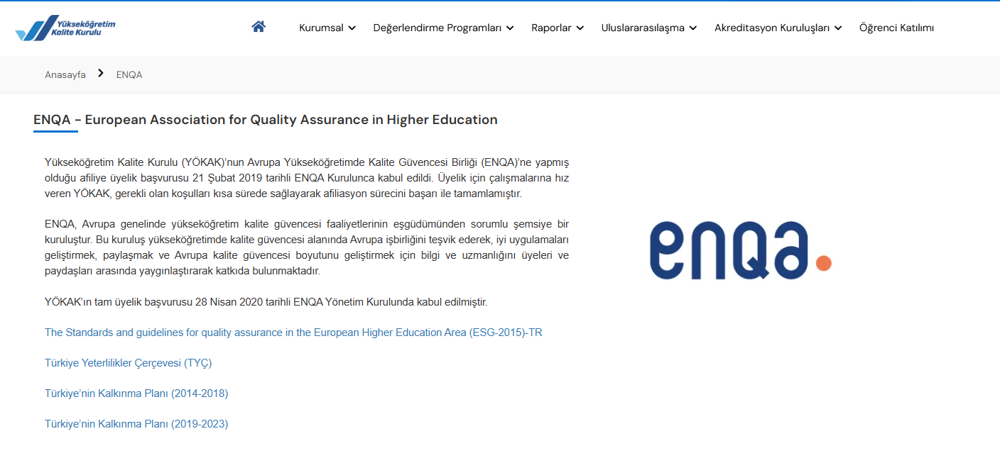 Yükseköğretim
Kalite Kurulu
Kurumsal
Değerlendirme Programları
Raporlar
Uluslararasılaşma
Akreditasyon Kuruluşları
Öğrenci Katılımı
Anasayfa
ENQA
ENQA – European Association for Quality Assurance in Higher Education
Yükseköğretim Kalite Kurulu (YÖKAK)’nun Avrupa Yükseköğretimde Kalite Güvencesi Birliği (ENQA)’ne yapmış
olduğu afiliye üyelik başvurusu 21 Şubat 2019 tarihli ENQA Kurulunca kabul edildi. Üyelik için çalışmalarına hız
veren YÖKAK, gerekli olan koşulları kısa sürede sağlayarak afiliasyon sürecini başarı ile tamamlamıştır.
ENQA, Avrupa genelinde yükseköğretim kalite güvencesi faaliyetlerinin eşgüdümünden sorumlu şemsiye bir
kuruluştur. Bu kuruluş yükseköğretimde kalite güvencesi alanında Avrupa işbirliğini teşvik ederek, iyi uygulamaları
geliştirmek, paylaşmak ve Avrupa kalite güvencesi boyutunu geliştirmek için bilgi ve uzmanlığını üyeleri ve
paydaşları arasında yaygınlaştırarak katkıda bulunmaktadır.
enqa.
YÖKAK’ın tam üyelik başvurusu 28 Nisan 2020 tarihli ENQA Yönetim Kurulunda kabul edilmiştir.
The Standards and guidelines for quality assurance in the European Higher Education Area (ESG-2015)-TR
Türkiye Yeterlilikler Çerçevesi (TYÇ)
Türkiye’nin Kalkınma Planı (2014-2018)
Türkiye’nin Kalkınma Planı (2019-2023)